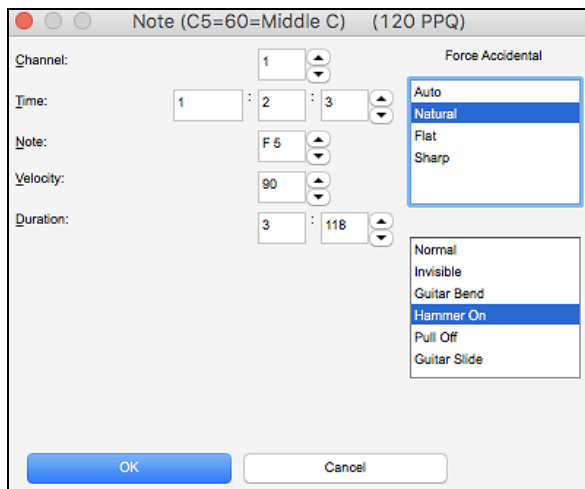 Note (C5=60=Middle C) (120 PPQ)
Channel: 1
Time: 1 : 2 : 3
Note: F 5
Velocity: 90
Duration: 3 : 118
Force Accidental
Auto
Natural
Flat
Sharp
Normal
Invisible
Guitar Bend
Hammer On
Pull Off
Guitar Slide
OK Cancel